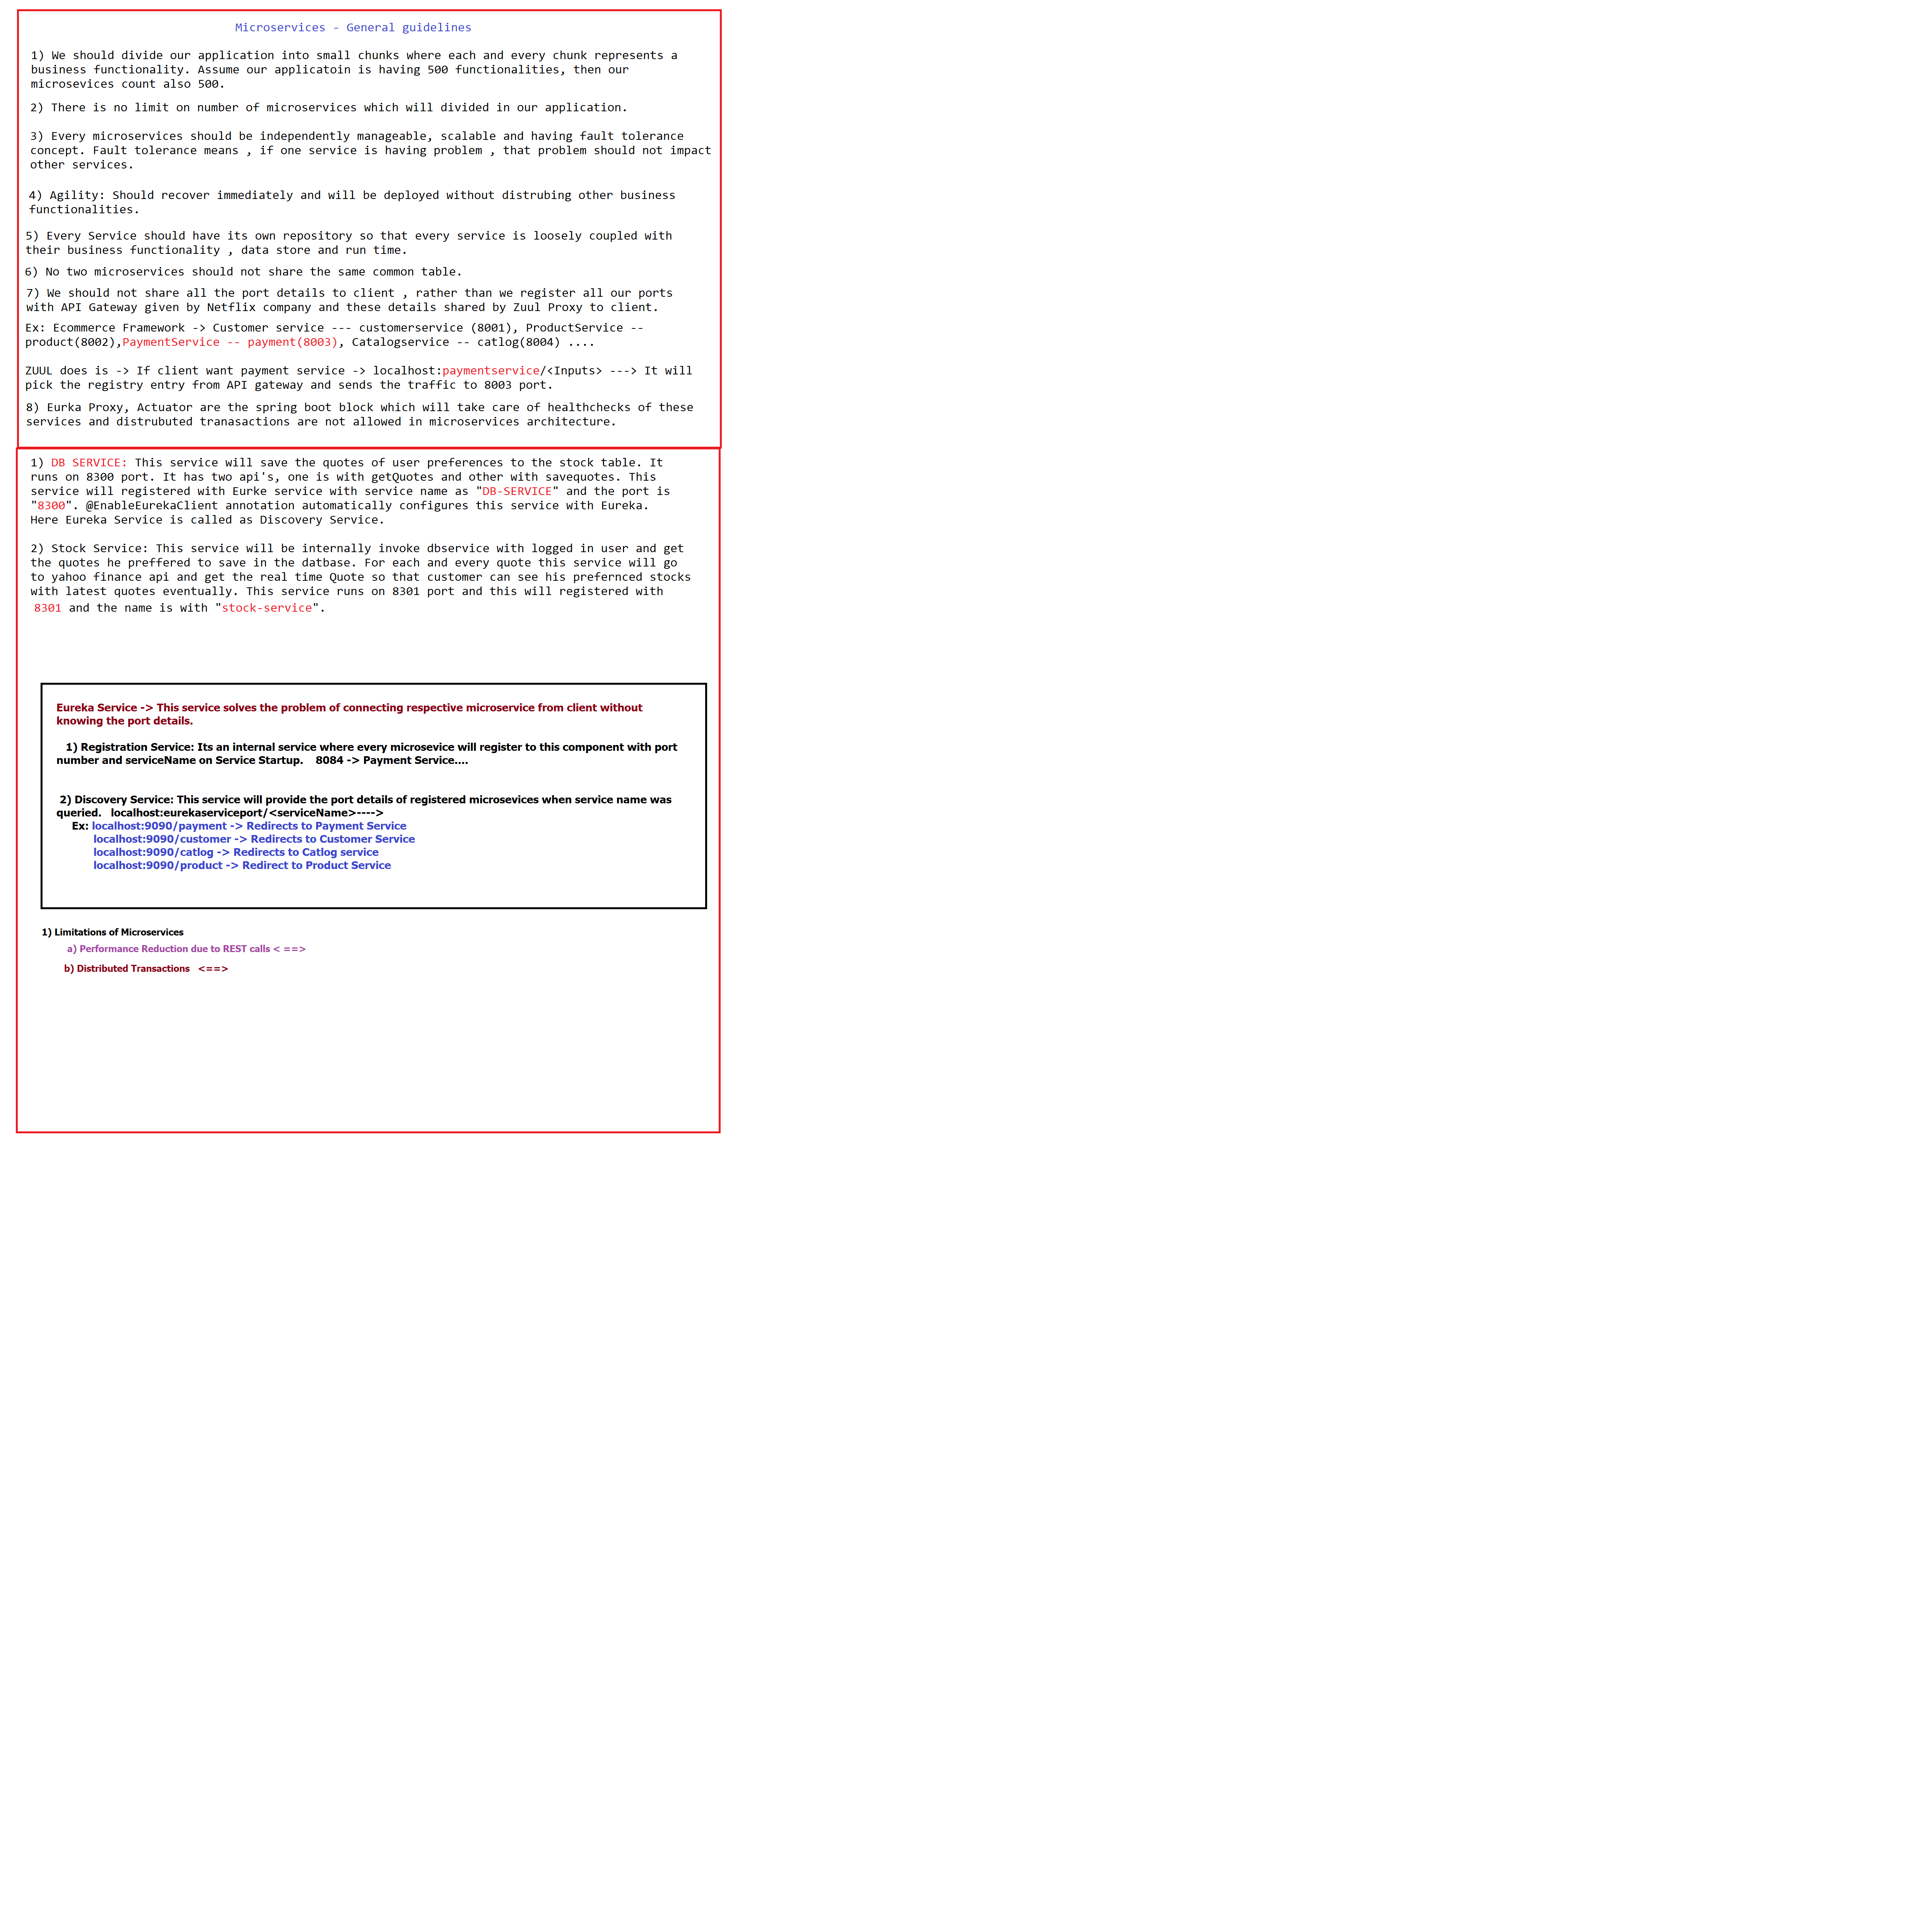 Microservices - General guidelines
1) We should divide our application into small chunks where each and every chunk represents a
business functionality. Assume our applicatoin is having 500 functionalities, then our
microsevices count also 500.
2) There is no limit on number of microservices which will divided in our application.
3) Every microservices should be independently manageable, scalable and having fault tolerance
concept. Fault tolerance means , if one service is having problem , that problem should not impact
other services.
4) Agility: Should recover immediately and will be deployed without distrubing other business
functionalities.
5) Every Service should have its own repository so that every service is loosely coupled with
their business functionality , data store and run time.
6) No two microservices should not share the same common table.
7) We should not share all the port details to client , rather than we register all our ports
with API Gateway given by Netflix company and these details shared by Zuul Proxy to client.
Ex: Ecommerce Framework -> Customer service --- customerservice (8001), ProductService --
product(8002),PaymentService -- payment(8003), Catalogservice -- catlog(8004) ....
ZUUL does is -> If client want payment service -> localhost:paymentservice/<Inputs> ---> It will
pick the registry entry from API gateway and sends the traffic to 8003 port.
8) Eurka Proxy, Actuator are the spring boot block which will take care of healthchecks of these
services and distrubuted tranasactions are not allowed in microservices architecture.
1) DB SERVICE: This service will save the quotes of user preferences to the stock table. It
runs on 8300 port. It has two api's, one is with getQuotes and other with savequotes. This
service will registered with Eurke service with service name as "DB-SERVICE" and the port is
"8300". @EnableEurekaClient annotation automatically configures this service with Eureka.
Here Eureka Service is called as Discovery Service.
2) Stock Service: This service will be internally invoke dbservice with logged in user and get
the quotes he preffered to save in the datbase. For each and every quote this service will go
to yahoo finance api and get the real time Quote so that customer can see his prefernced stocks
with latest quotes eventually. This service runs on 8301 port and this will registered with
8301 and the name is with "stock-service".
Eureka Service -> This service solves the problem of connecting respective microservice from client without
knowing the port details.
1) Registration Service: Its an internal service where every microsevice will register to this component with port
number and serviceName on Service Startup. 8084 -> Payment Service....
2) Discovery Service: This service will provide the port details of registered microsevices when service name was
queried. localhost:eurekaserviceport/<serviceName>---->
Ex: localhost:9090/payment -> Redirects to Payment Service
localhost:9090/customer -> Redirects to Customer Service
localhost:9090/catlog -> Redirects to Catlog service
localhost:9090/product -> Redirect to Product Service
1) Limitations of Microservices
a) Performance Reduction due to REST calls < ==>
b) Distributed Transactions <==>